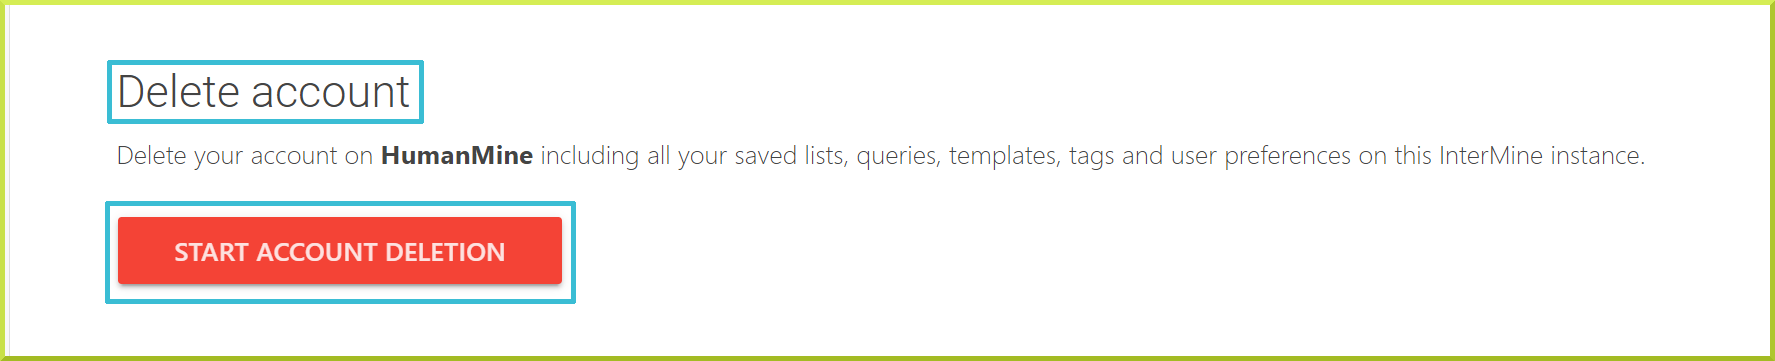 Delete account
Delete your account on HumanMine including all your saved lists, queries, templates, tags and user preferences on this InterMine instance.
START ACCOUNT DELETION